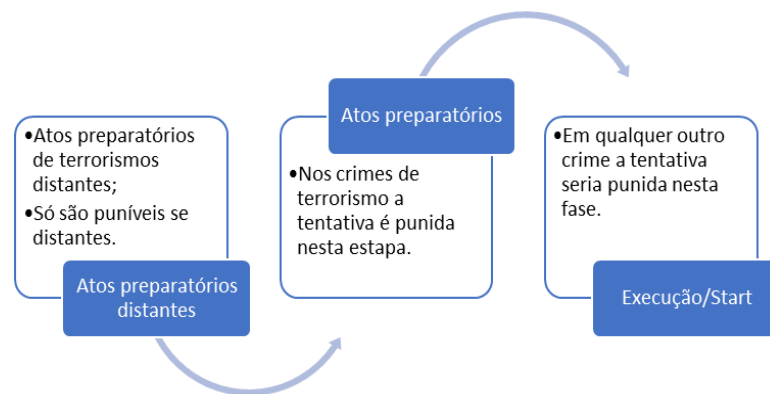 •Atos preparatórios
de terrorismos
distantes;
•Só são puníveis se
distantes.
Atos preparatórios
distantes
Atos preparatórios
•Nos crimes de
terrorismo a
tentativa é punida
nesta estapa.
•Em qualquer outro
crime a tentativa
seria punida nesta
fase.
Execução/Start